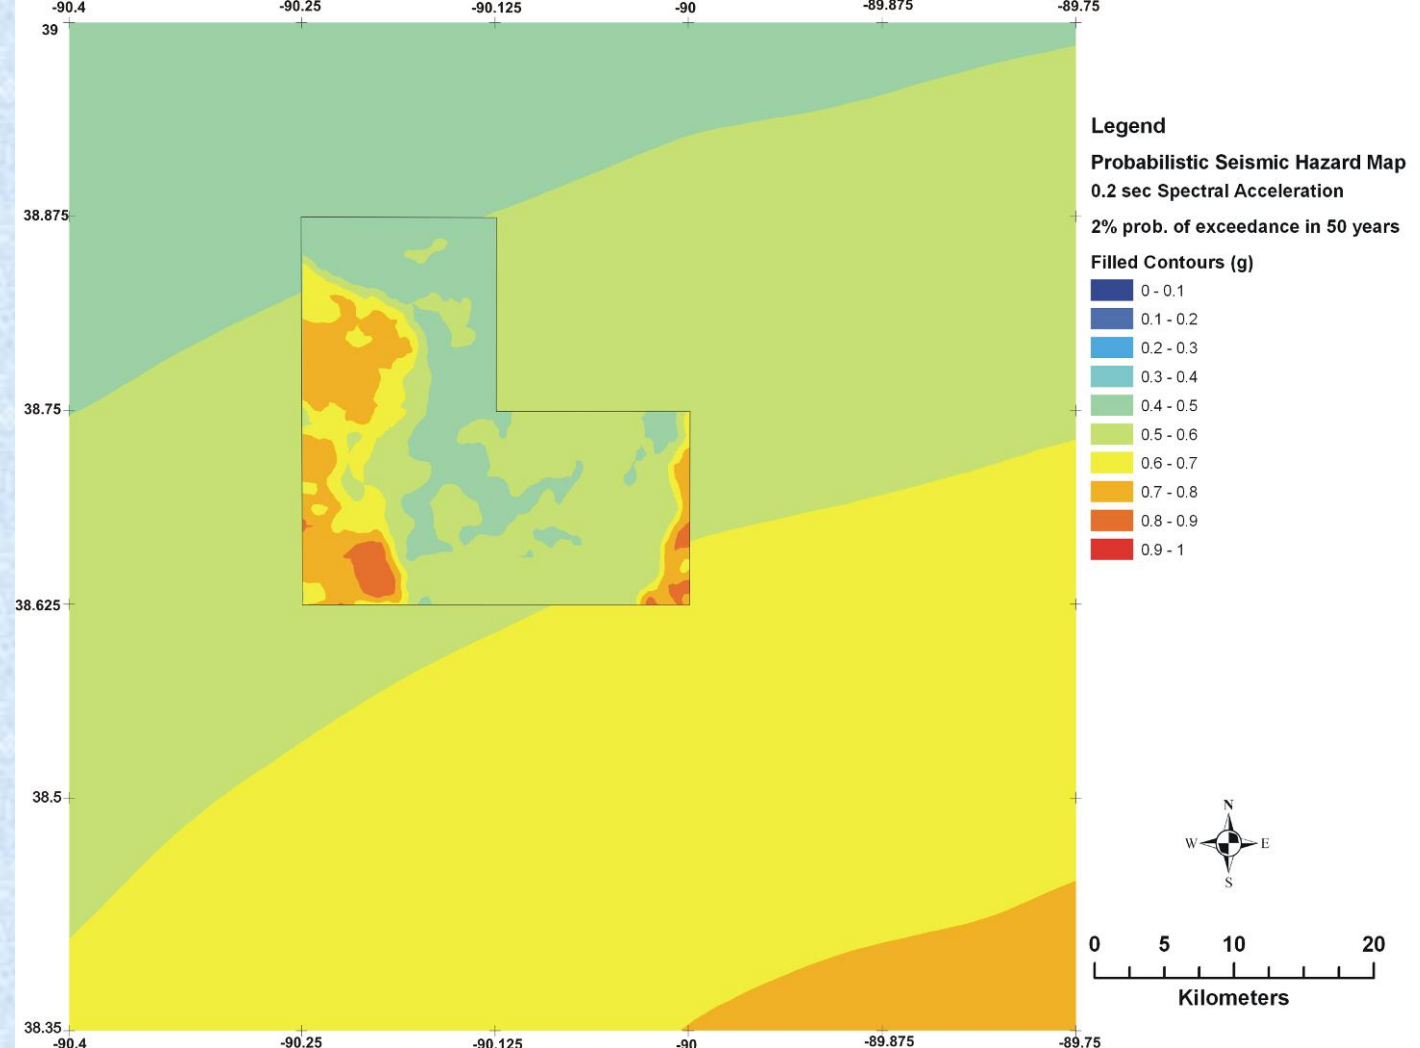 -90.4 -90.25 -90.125 -90 -89.875 -89.75
39
38.875
38.75
38.625
38.5
38.35
-90.4 -90.25 -90.125 -90 -89.875 -89.75
Legend
Probabilistic Seismic Hazard Map
0.2 sec Spectral Acceleration
2% prob. of exceedance in 50 years
Filled Contours (g)
0 - 0.1
0.1 - 0.2
0.2 - 0.3
0.3 - 0.4
0.4 - 0.5
0.5 - 0.6
0.6 - 0.7
0.7 - 0.8
0.8 - 0.9
0.9 - 1
N
W E
S
0 5 10 20
Kilometers